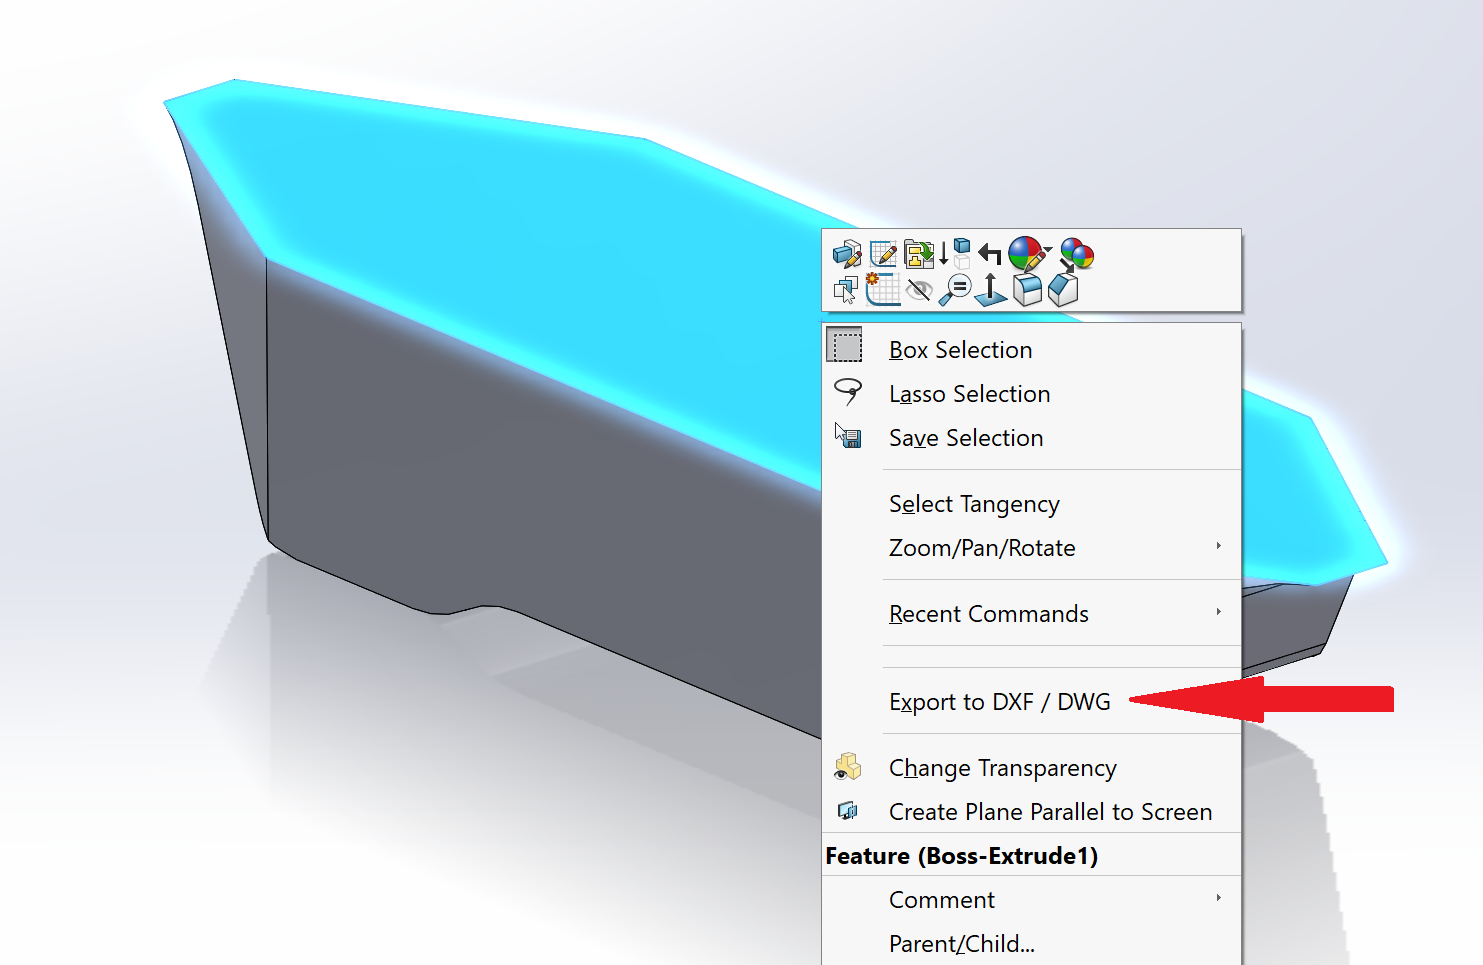 Box Selection
Lasso Selection
Save Selection
Select Tangency
Zoom/Pan/Rotate
Recent Commands
Export to DXF / DWG
Change Transparency
Create Plane Parallel to Screen
Feature (Boss-Extrude1)
Comment
Parent/Child...